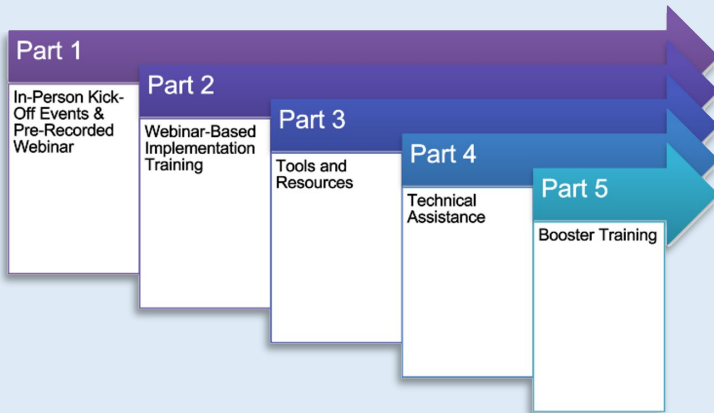 Part 1
In-Person Kick-
Off Events &
Pre-Recorded
Webinar
Part 2
Webinar-Based
Implementation
Training
Part 3
Tools and
Resources
Part 4
Technical
Assistance
Part 5
Booster Training